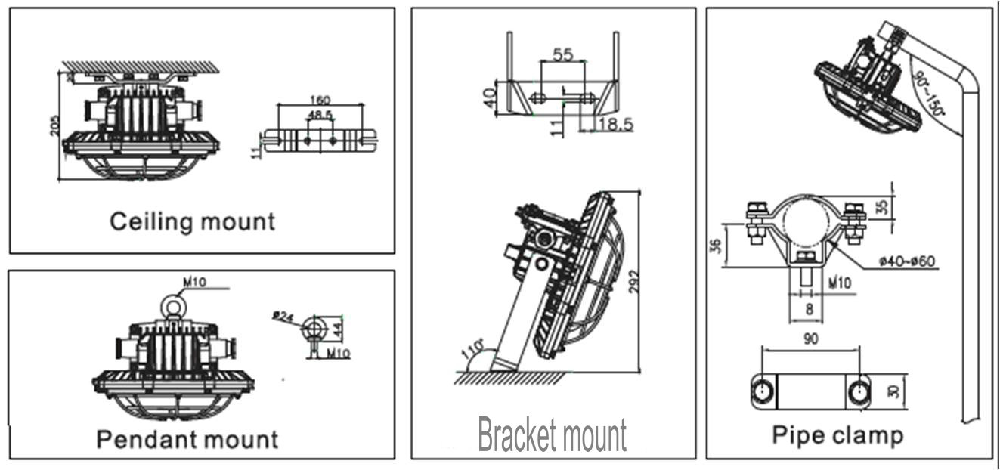 205
160
48.5
11
Ceiling mount
M10
ø24
44
M10
Pendant mount
55
40
11
18.5
292
110°
Bracket mount
90°~150°
35
36
ø40~ø60
M10
8
90
30
Pipe clamp